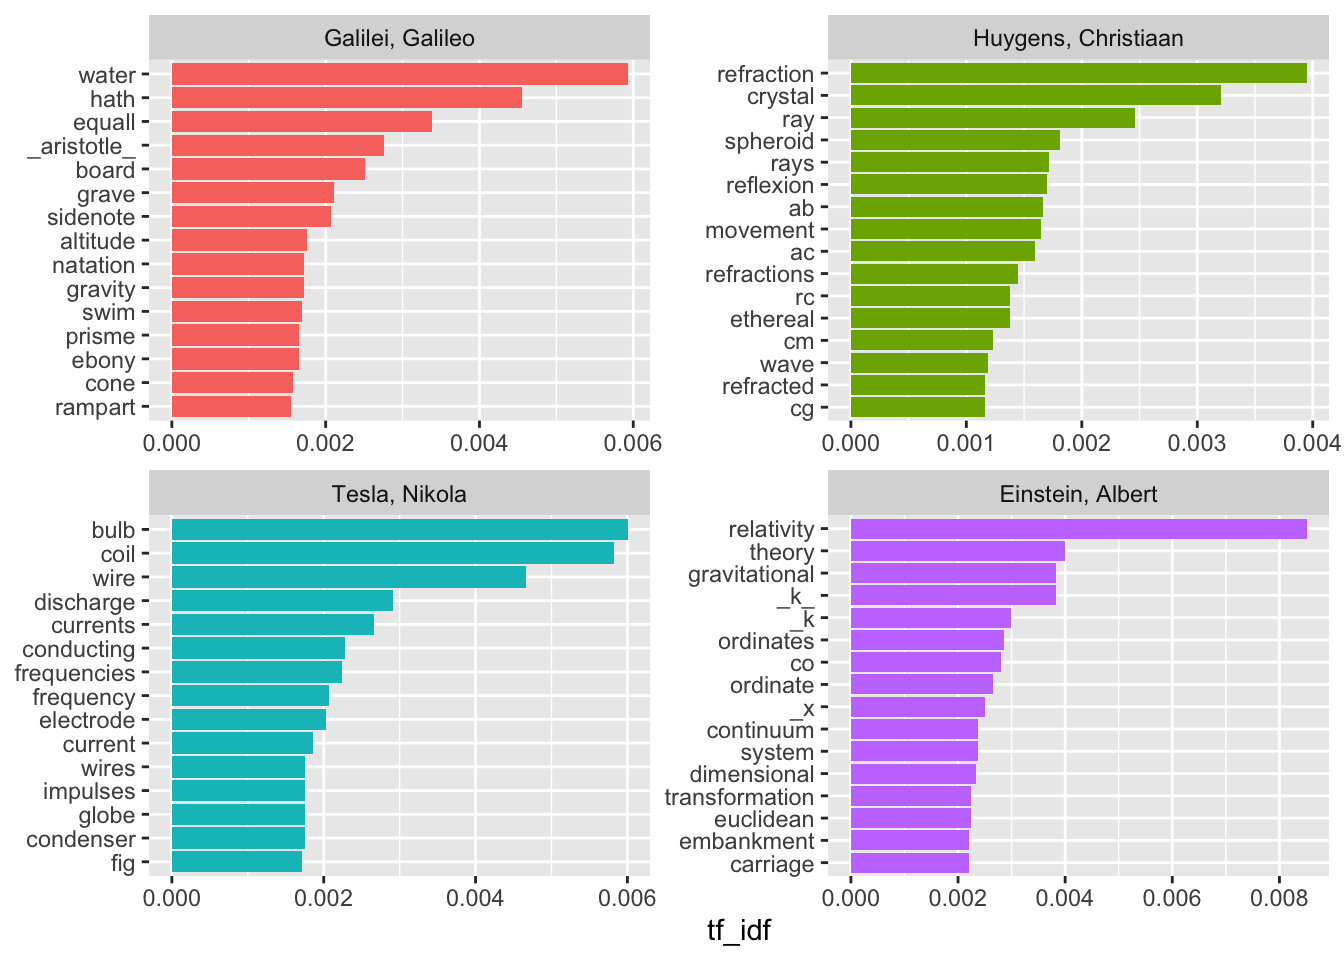 Galilei, Galileo
water
hath
equall
_aristotle_
board
grave
sidenote
altitude
natation
gravity
swim
prisme
ebony
cone
rampart
0.000 0.002 0.004 0.006
Huygens, Christiaan
refraction
crystal
ray
spheroid
rays
reflexion
ab
movement
ac
refractions
rc
ethereal
cm
wave
refracted
cg
0.000 0.001 0.002 0.003 0.004
Tesla, Nikola
bulb
coil
wire
discharge
currents
conducting
frequencies
frequency
electrode
current
wires
impulses
globe
condenser
fig
0.000 0.002 0.004 0.006
Einstein, Albert
relativity
theory
gravitational
_k_
_k
ordinates
co
ordinate
_x
continuum
system
dimensional
transformation
euclidean
embankment
carriage
0.000 0.002 0.004 0.006 0.008
tf_idf